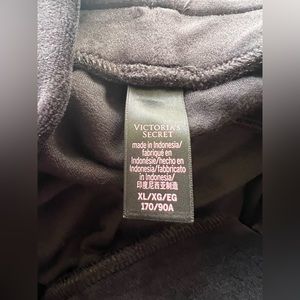 VICTORIA'S
SECRET
made in Indonesia/
fabriqué en
Indonésie/hecho en
Indonesia/fabbricato
in Indonesia/
印度尼西亚制造
XL/XG/EG
170/90A